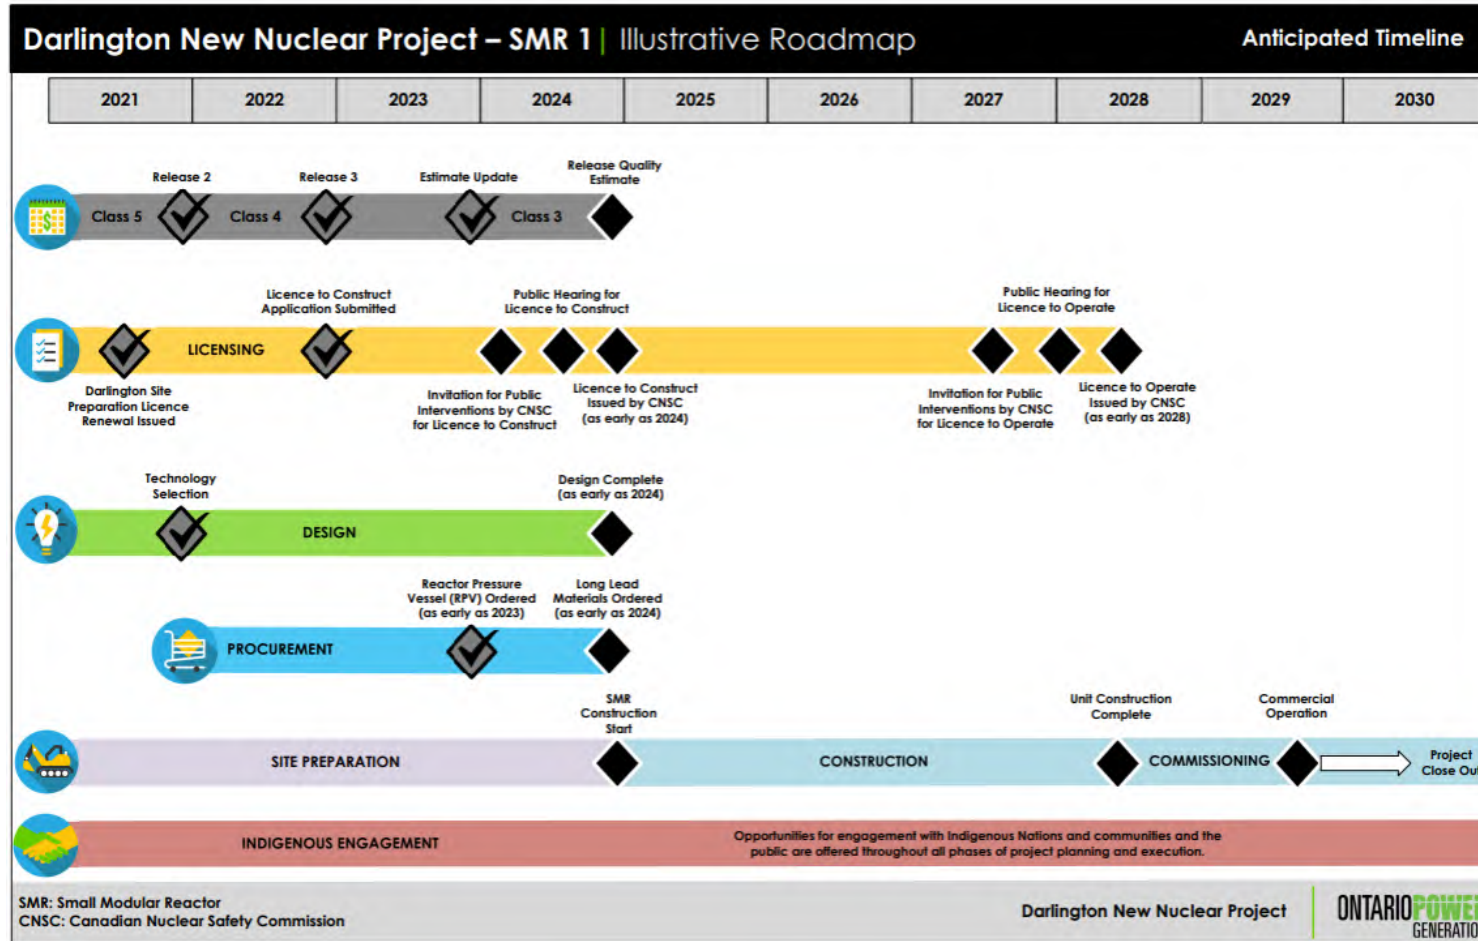 Darlington New Nuclear Project – SMR 1 | Illustrative Roadmap
Anticipated Timeline
2021 2022 2023 2024 2025 2026 2027 2028 2029 2030
Release 2
Release 3
Estimate Update
Release Quality
Estimate
Class 5
Class 4
Class 3
Licence to Construct
Application Submitted
Public Hearing for
Licence to Construct
Public Hearing for
Licence to Operate
LICENSING
Darlington Site
Preparation Licence
Renewal Issued
Invitation for Public
Interventions by CNSC
for Licence to Construct
Licence to Construct
Issued by CNSC
(as early as 2024)
Invitation for Public
Interventions by CNSC
for Licence to Operate
Licence to Operate
Issued by CNSC
(as early as 2028)
Technology
Selection
Design Complete
(as early as 2024)
DESIGN
Reactor Pressure
Vessel (RPV) Ordered
(as early as 2023)
Long Lead
Materials Ordered
(as early as 2024)
PROCUREMENT
SMR
Construction
Start
Unit Construction
Complete
Commercial
Operation
SITE PREPARATION
CONSTRUCTION
COMMISSIONING
Project
Close Out
INDIGENOUS ENGAGEMENT
Opportunities for engagement with Indigenous Nations and communities and the
public are offered throughout all phases of project planning and execution.
SMR: Small Modular Reactor
CNSC: Canadian Nuclear Safety Commission
Darlington New Nuclear Project
ONTARIOPOWER
GENERATION